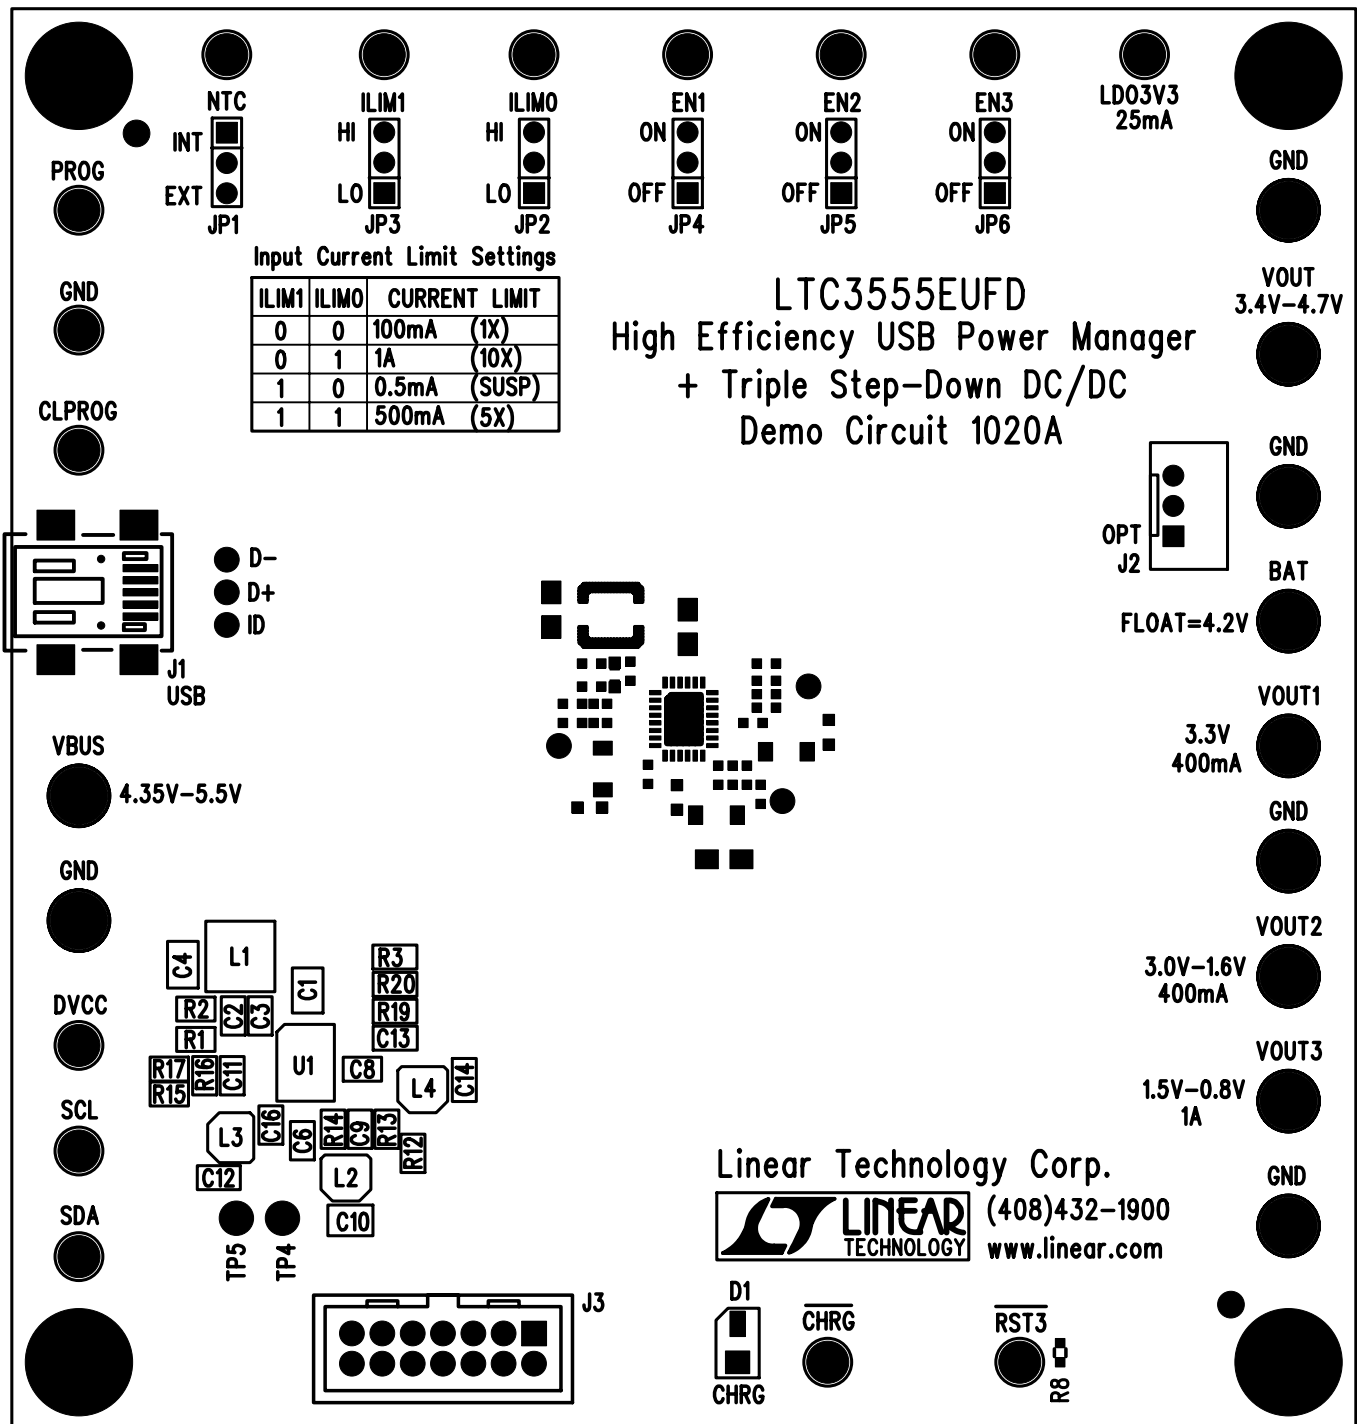 NTC
ILIM1
ILIM0
EN1
EN2
EN3
LDO3V3
25mA
INT
EXT
JP1
HI
LO
JP3
HI
LO
JP2
ON
OFF
JP4
ON
OFF
JP5
ON
OFF
JP6
PROG
GND
CLPROG
Input Current Limit Settings
ILIM1 ILIM0 CURRENT LIMIT
0 0 100mA (1X)
0 1 1A (10X)
1 0 0.5mA (SUSP)
1 1 500mA (5X)
LTC3555EUFD
High Efficiency USB Power Manager
+ Triple Step-Down DC/DC
Demo Circuit 1020A
GND
VOUT
3.4V-4.7V
GND
OPT
J2
BAT
FLOAT=4.2V
D-
D+
ID
J1
USB
VBUS
4.35V-5.5V
GND
VOUT1
3.3V
400mA
GND
VOUT2
3.0V-1.6V
400mA
VOUT3
1.5V-0.8V
1A
GND
DVCC
SCL
SDA
C4
L1
C1
R3
R20
R19
C13
R2
C2
C3
R1
U1
R17
R15
R16
C11
C8
L4
C14
L3
C16
C6
R14
C9
R13
R12
C12
L2
C10
TP5
TP4
J3
Linear Technology Corp.
LINEAR
TECHNOLOGY
(408)432-1900
www.linear.com
D1
CHRG
CHRG
RST3
R8